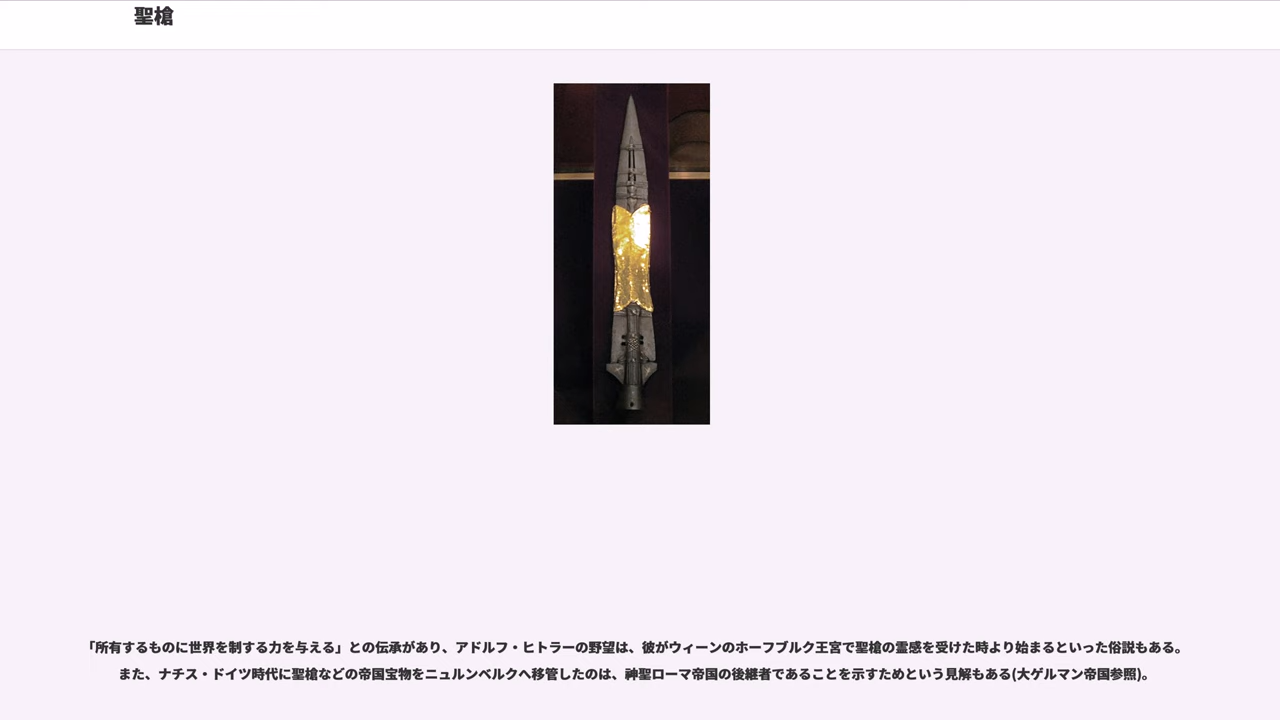 聖槍
「所有するものに世界を制する力を与える」との伝承があり、アドルフ・ヒトラーの野望は、彼がウィーンのホーフブルク王宮で聖槍の霊感を受けた時より始まるといった俗説もある。
また、ナチス・ドイツ時代に聖槍などの帝国宝物をニュルンベルクへ移管したのは、神聖ローマ帝国の後継者であることを示すためという見解もある(大ゲルマン帝国参照)。